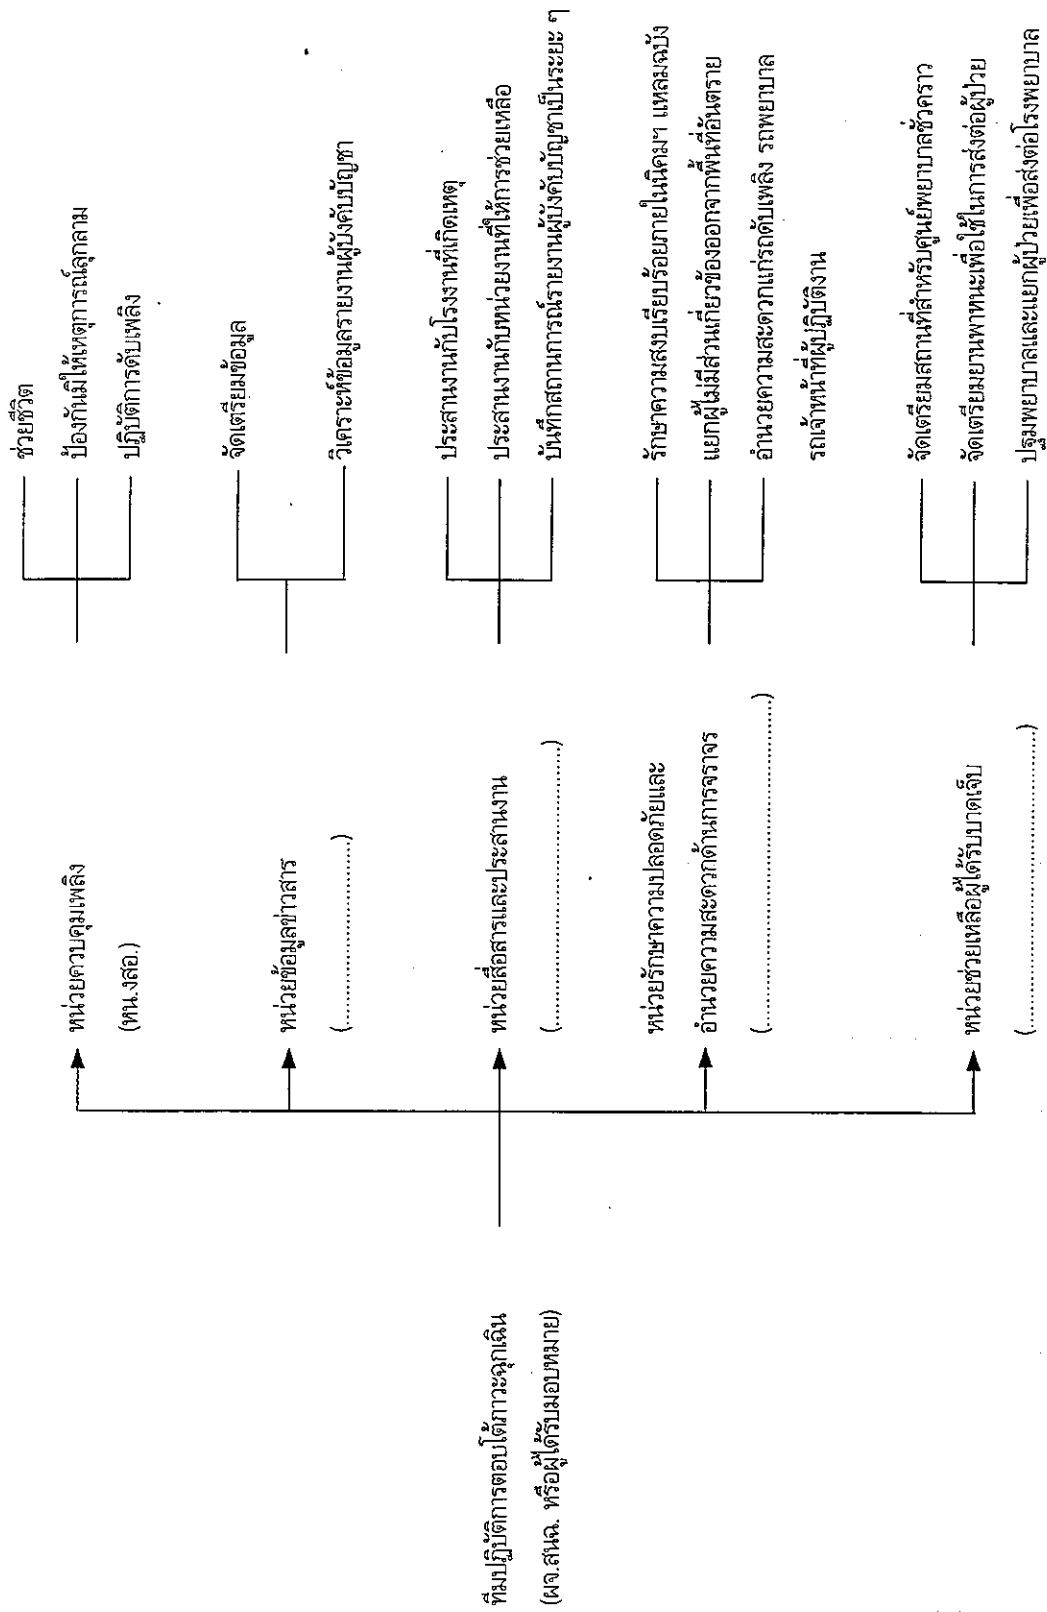 ทีมปฏิบัติการตอบโต้ภาวะฉุกเฉิน
(ผจ.สนฉ. หรือผู้ได้รับมอบหมาย)
หน่วยควบคุมเพลิง
(หน.งสอ.)
ช่วยชีวิต
ป้องกันมิให้เหตุการณ์ลุกลาม
ปฏิบัติการดับเพลิง
หน่วยข้อมูลข่าวสาร
(................................)
จัดเตรียมข้อมูล
วิเคราะห์ข้อมูลรายงานผู้บังคับบัญชา
หน่วยสื่อสารและประสานงาน
(................................................)
ประสานงานกับโรงงานที่เกิดเหตุ
ประสานงานกับหน่วยงานที่ให้การช่วยเหลือ
บันทึกสถานการณ์รายงานผู้บังคับบัญชาเป็นระยะ ๆ
หน่วยรักษาความปลอดภัยและ
อำนวยความสะดวกด้านการจราจร
(........................................................)
รักษาความสงบเรียบร้อยภายในนิคมฯ แหลมฉบัง
แยกผู้ไม่มีส่วนเกี่ยวข้องออกจากพื้นที่อันตราย
อำนวยความสะดวกแก่รถดับเพลิง รถพยาบาล
รถเจ้าหน้าที่ผู้ปฏิบัติงาน
หน่วยช่วยเหลือผู้ได้รับบาดเจ็บ
(..................................................)
จัดเตรียมสถานที่สำหรับศูนย์พยาบาลชั่วคราว
จัดเตรียมยานพาหนะเพื่อใช้ในการส่งต่อผู้ป่วย
ปฐมพยาบาลและแยกผู้ป่วยเพื่อส่งต่อโรงพยาบาล